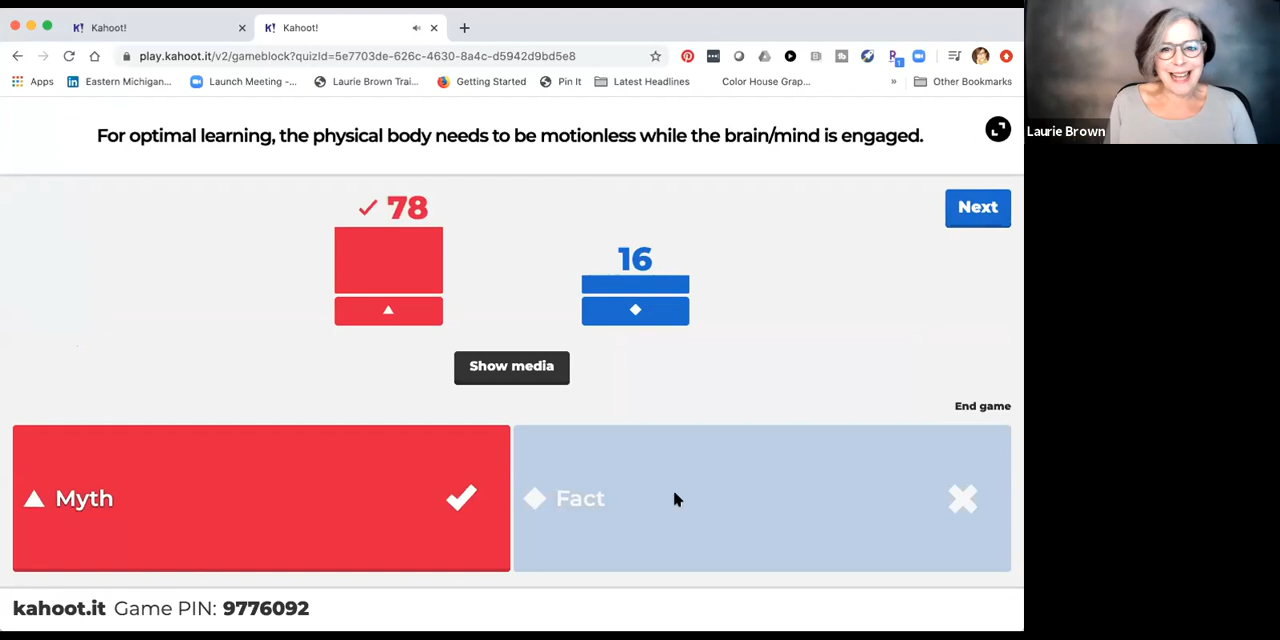 K! Kahoot!
K! Kahoot!
play.kahoot.it/v2/gameblock?quizId=5e7703de-626c-4630-8a4c-d5942d9bd5e8
Apps
Eastern Michigan...
Launch Meeting -...
Laurie Brown Trai...
Getting Started
Pin It
Latest Headlines
Color House Grap...
»
Other Bookmarks
Laurie Brown
For optimal learning, the physical body needs to be motionless while the brain/mind is engaged.
78
16
Next
Show media
End game
Myth
Fact
kahoot.it Game PIN: 9776092